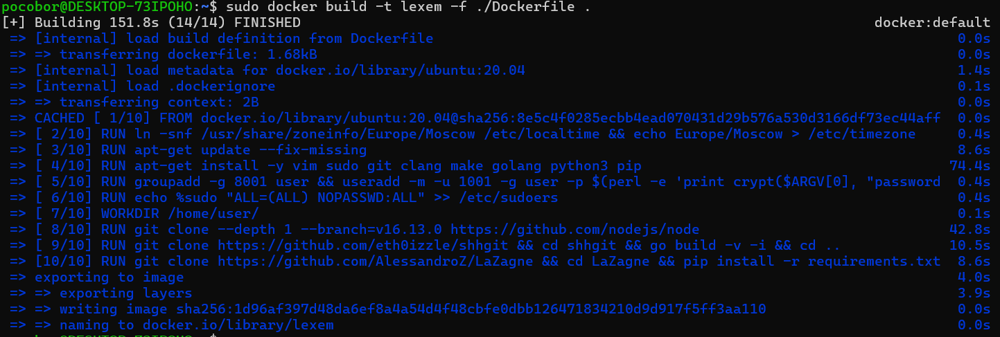 pocobor@DESKTOP-73IPOHO:~$ sudo docker build -t lexem -f ./Dockerfile .
[+] Building 151.8s (14/14) FINISHED docker:default
=> [internal] load build definition from Dockerfile 0.0s
=> => transferring dockerfile: 1.68kB 0.0s
=> [internal] load metadata for docker.io/library/ubuntu:20.04 1.4s
=> [internal] load .dockerignore 0.1s
=> => transferring context: 2B 0.0s
=> CACHED [ 1/10] FROM docker.io/library/ubuntu:20.04@sha256:8e5c4f0285ecbb4ead070431d29b576a530d3166df73ec44aff 0.0s
=> [ 2/10] RUN ln -snf /usr/share/zoneinfo/Europe/Moscow /etc/localtime && echo Europe/Moscow > /etc/timezone 0.4s
=> [ 3/10] RUN apt-get update --fix-missing 8.6s
=> [ 4/10] RUN apt-get install -y vim sudo git clang make golang python3 pip 74.4s
=> [ 5/10] RUN groupadd -g 8001 user && useradd -m -u 1001 -g user -p $(perl -e 'print crypt($ARGV[0], "password 0.4s
=> [ 6/10] RUN echo %sudo "ALL=(ALL) NOPASSWD:ALL" >> /etc/sudoers 0.4s
=> [ 7/10] WORKDIR /home/user/ 0.1s
=> [ 8/10] RUN git clone --depth 1 --branch=v16.13.0 https://github.com/nodejs/node 42.8s
=> [ 9/10] RUN git clone https://github.com/eth0izzle/shhgit && cd shhgit && go build -v -i && cd .. 10.5s
=> [10/10] RUN git clone https://github.com/AlessandroZ/LaZagne && cd LaZagne && pip install -r requirements.txt 8.6s
=> exporting to image 4.0s
=> => exporting layers 3.9s
=> => writing image sha256:1d96af397d48da6ef8a4a54d4f48cbfe0dbb126471834210d9d917f5ff3aa110 0.0s
=> => naming to docker.io/library/lexem 0.0s